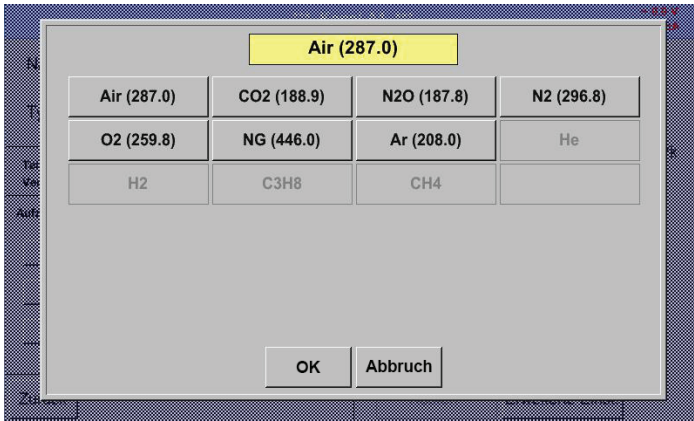 Air (287.0)
Air (287.0) CO2 (188.9) N2O (187.8) N2 (296.8)
O2 (259.8) NG (446.0) Ar (208.0) He
H2 C3H8 CH4
OK Abbruch
Zurück